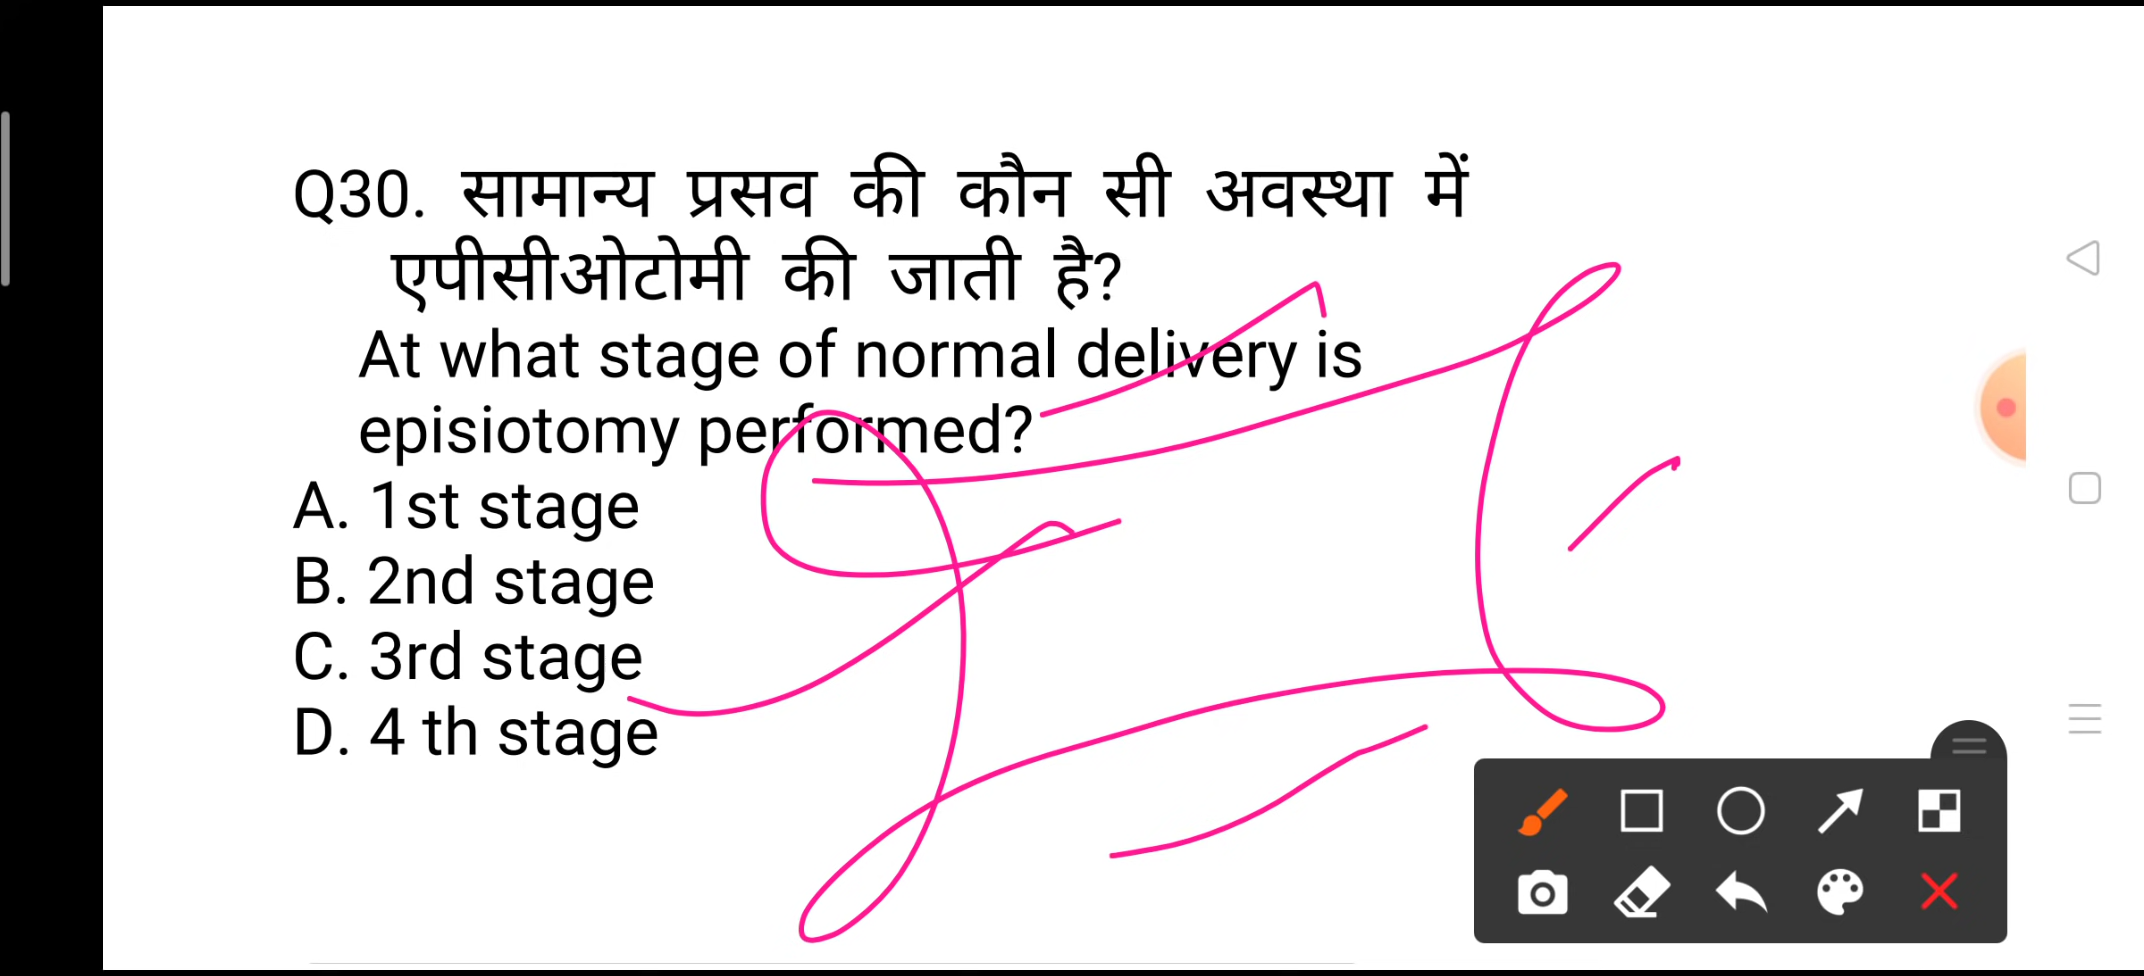 Q30. सामान्य प्रसव की कौन सी अवस्था में
एपीसीओटोमी की जाती है?
At what stage of normal delivery is
episiotomy performed?
A. 1st stage
B. 2nd stage
C. 3rd stage
D. 4 th stage